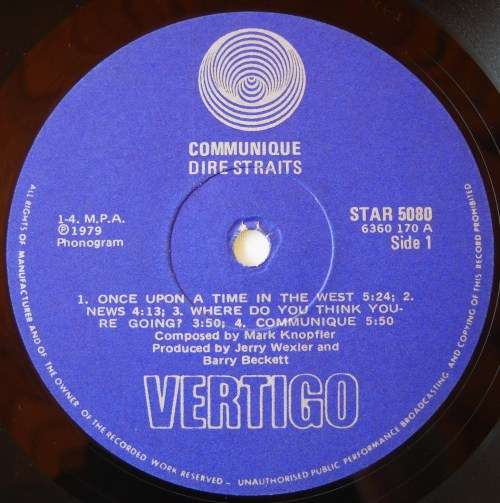 COMMUNIQUE
DIRE STRAITS
1-4. M.P.A.
℗1979
Phonogram
STAR 5080
6360 170 A
Side 1
1. ONCE UPON A TIME IN THE WEST 5:24; 2.
NEWS 4:13; 3. WHERE DO YOU THINK YOU-
RE GOING? 3:50; 4. COMMUNIQUE 5:50
Composed by Mark Knopfler
Produced by Jerry Wexler and
Barry Beckett
VERTIGO
ALL RIGHTS OF MANUFACTURER AND OF THE OWNER OF THE RECORDED WORK RESERVED – UNAUTHORISED PUBLIC PERFORMANCE BROADCASTING AND COPYING OF THIS RECORD PROHIBITED